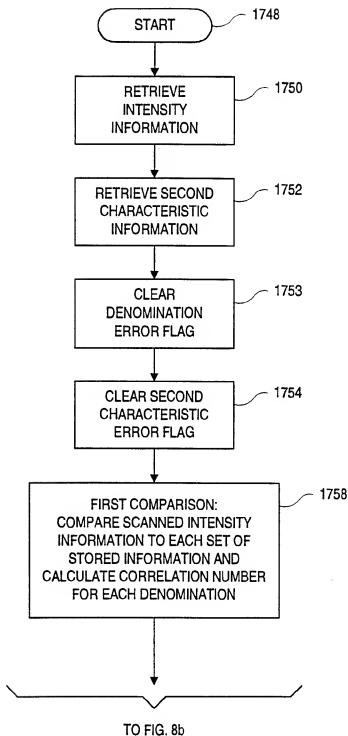 START
1748
RETRIEVE
INTENSITY
INFORMATION
1750
RETRIEVE SECOND
CHARACTERISTIC
INFORMATION
1752
CLEAR
DENOMINATION
ERROR FLAG
1753
CLEAR SECOND
CHARACTERISTIC
ERROR FLAG
1754
FIRST COMPARISON:
COMPARE SCANNED INTENSITY
INFORMATION TO EACH SET OF
STORED INFORMATION AND
CALCULATE CORRELATION NUMBER
FOR EACH DENOMINATION
1758
TO FIG. 8b